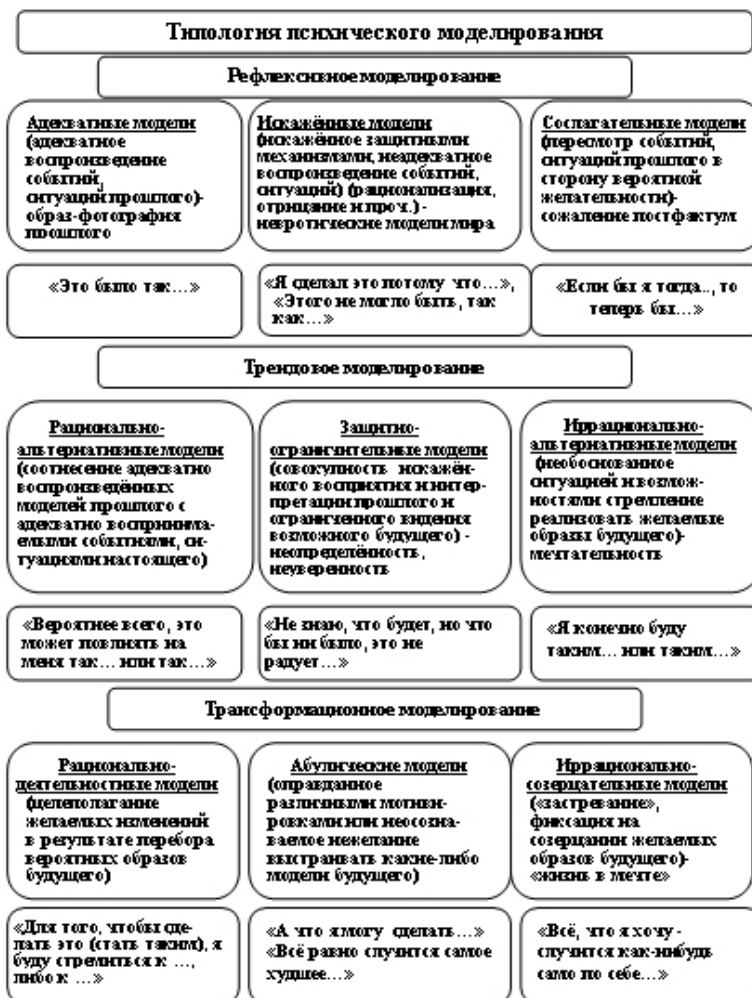 Типология психического моделирования
Рефлексивное моделирование
Адекватные модели
(адекватное
воспроизведение
событий,
ситуаций прошлого)-
образ-фотография
прошлого
Искажённые модели
(искажённое защитными
механизмами, неадекватное
воспроизведение событий,
ситуаций) (рационализация,
отрицание и проч.) -
невротические модели мира
Сослагательные модели
(пересмотр событий,
ситуаций прошлого в
сторону вероятной
желательности)-
сожаление постфактум
«Это было так…»
«Я сделал это потому что…»,
«Этого не могло быть, так
как…»
«Если бы я тогда.., то
теперь бы…»
Трендовое моделирование
Рационально-
альтернативные модели
(соотнесение адекватно
воспроизведённых
моделей прошлого с
адекватно воспринима-
емыми событиями, си-
туациями настоящего)
Защитно-
ограничительные модели
(совокупность искажён-
ного восприятия и интер-
претации прошлого и
ограниченного видения
возможного будущего) -
неопределённость,
неуверенность
Иррационально-
альтернативные модели
(необоснованное
ситуацией и возмож-
ностями стремление
реализовать желаемые
образы будущего)-
мечтательность
«Вероятнее всего, это
может повлиять на
меня так… или так…»
«Не знаю, что будет, но что
бы ни было, это не
радует…»
«Я конечно буду
таким… или таким…»
Трансформационное моделирование
Рационально-
деятельностные модели
(целеполагание
желаемых изменений
в результате перебора
вероятных образов
будущего)
Абулические модели
(оправданное
различными мотиви-
ровками или неосозна-
ваемое нежелание
выстраивать какие-либо
модели будущего)
Иррационально-
созерцательные модели
(«застревание»,
фиксация на
созерцании желаемых
образов будущего)-
«жизнь в мечте»
«Для того, чтобы сде-
лать это (стать таким), я
буду стремиться к …,
либо к …»
«А что я могу сделать…»
«Всё равно случится самое
худшее…»
«Всё, что я хочу -
случится как-нибудь
само по себе…»